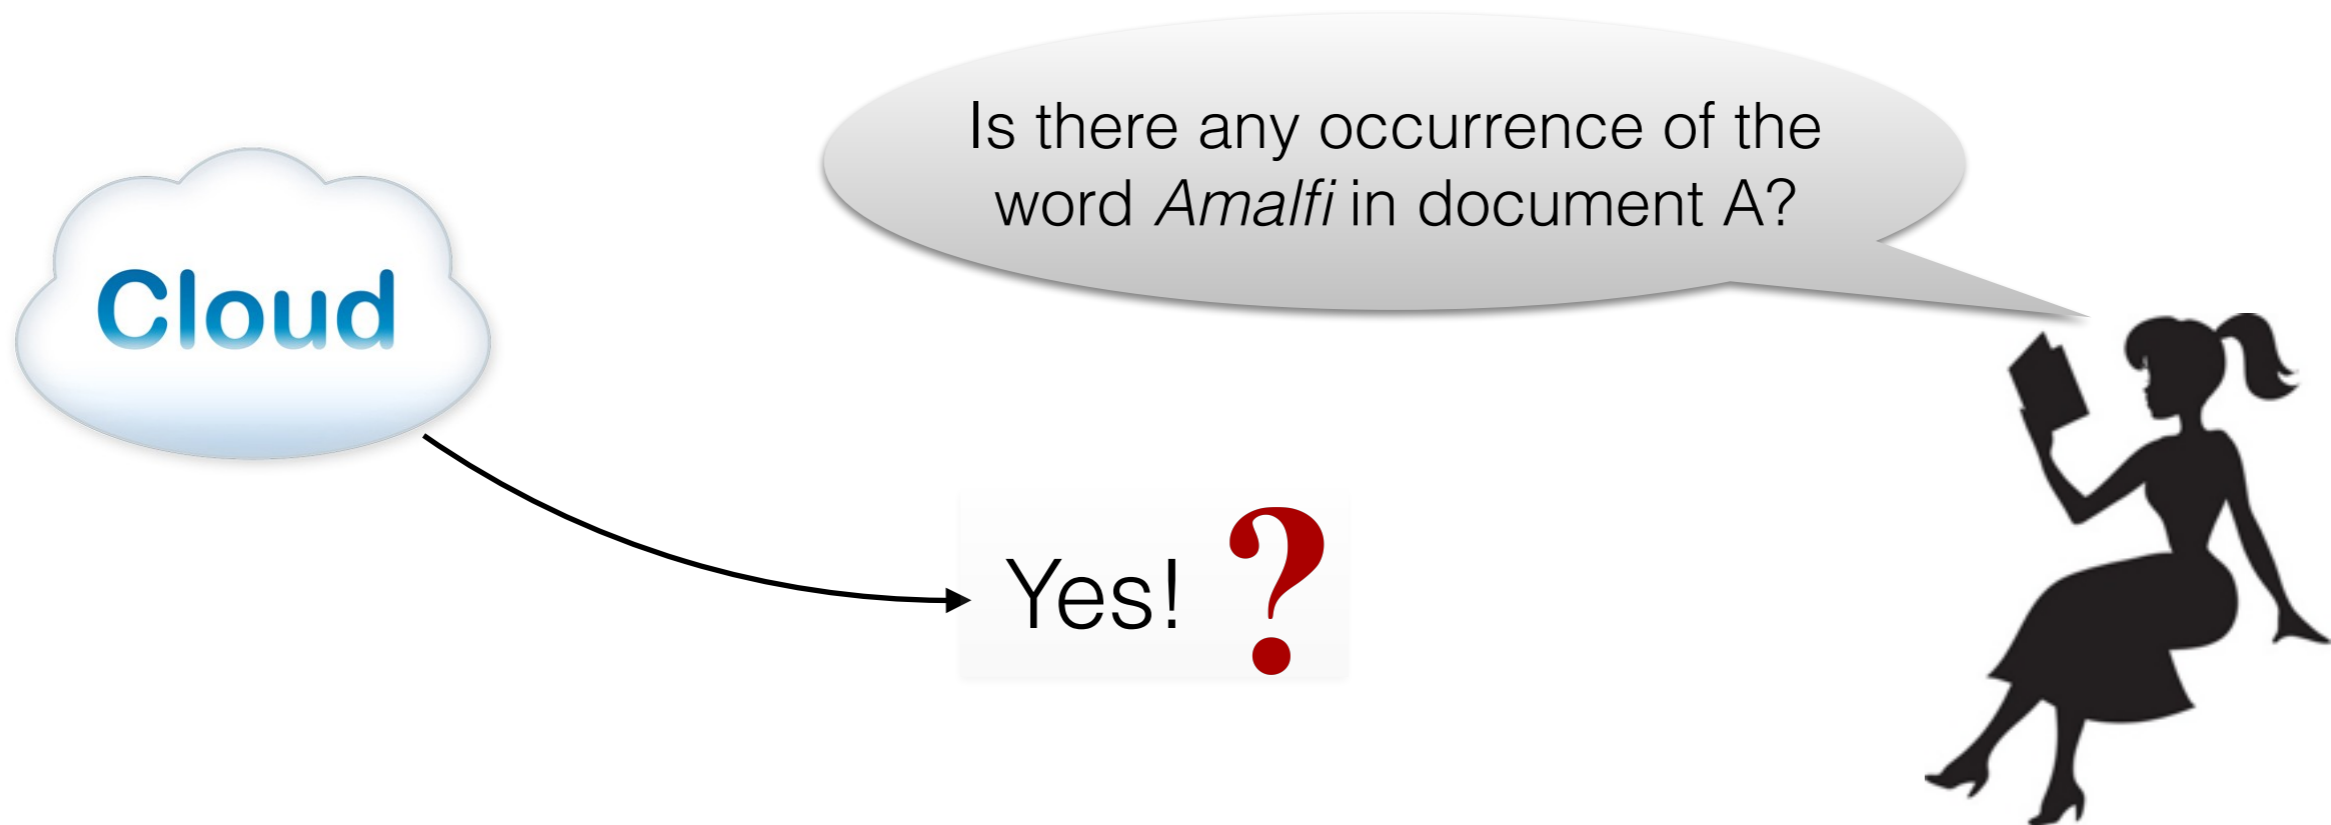 Is there any occurrence of the
word Amalfi in document A?
Cloud
Yes! ?